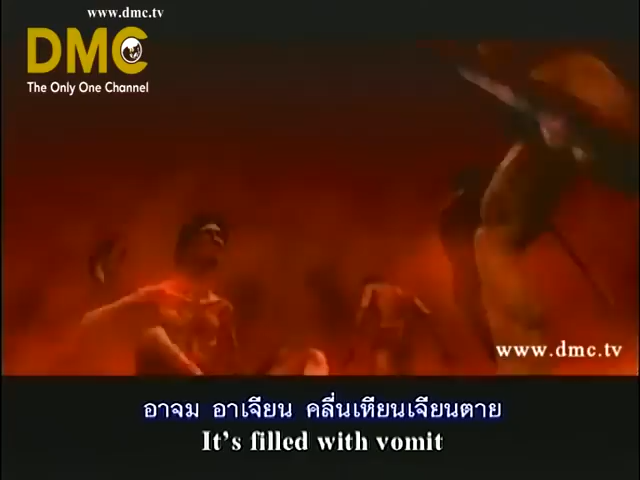 www.dmc.tv
DMC
The Only One Channel
www.dmc.tv
อาจม อาเจียน คลื่นเหียนเจียนตาย
It's filled with vomit